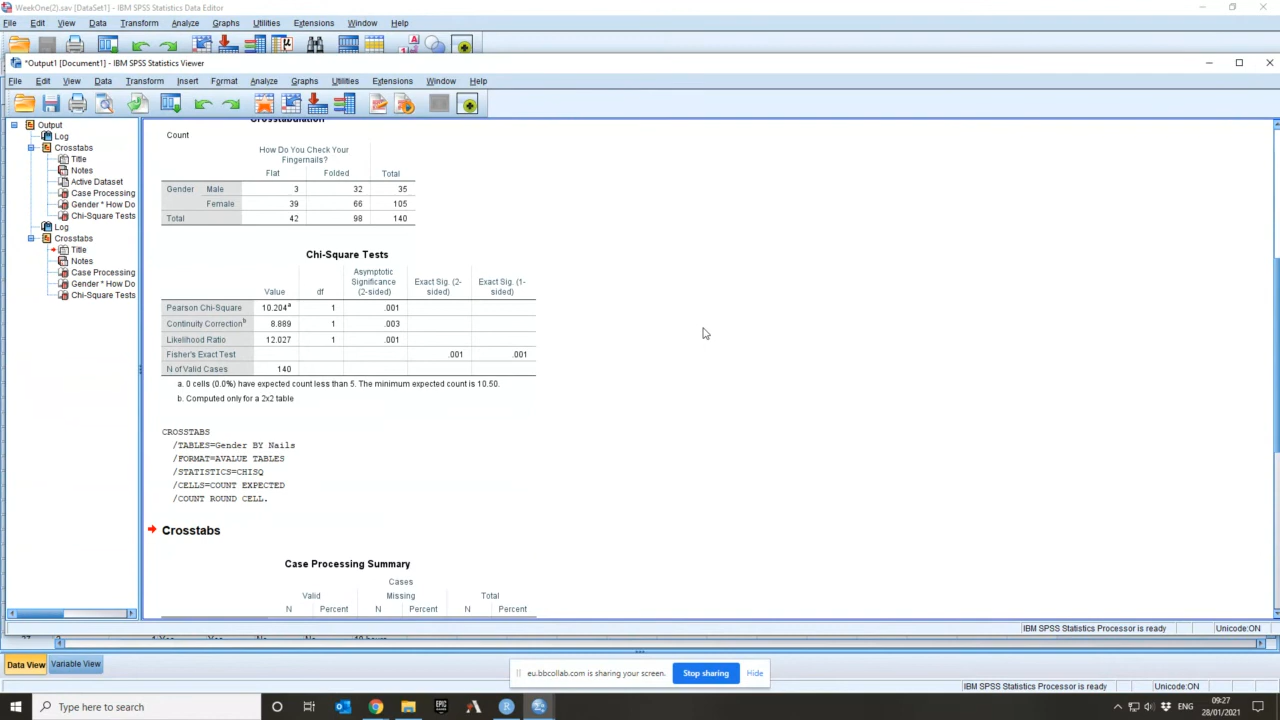 WeekOne(2).sav [DataSet1] - IBM SPSS Statistics Data Editor
File Edit View Data Transform Analyze Graphs Utilities Extensions Window Help
*Output1 [Document1] - IBM SPSS Statistics Viewer
File Edit View Data Transform Insert Format Analyze Graphs Utilities Extensions Window Help
Output
Log
Crosstabs
Title
Notes
Active Dataset
Case Processing
Gender * How Do
Chi-Square Tests
Log
Crosstabs
Title
Notes
Case Processing
Gender * How Do
Chi-Square Tests
Crosstabulation
Count
How Do You Check Your
Fingernails?
Flat Folded Total
Gender Male 3 32 35
Female 39 66 105
Total 42 98 140
Chi-Square Tests
Value df Asymptotic Significance (2-sided) Exact Sig. (2-sided) Exact Sig. (1-sided)
Pearson Chi-Square 10.204a 1 .001
Continuity Correctionb 8.889 1 .003
Likelihood Ratio 12.027 1 .001
Fisher's Exact Test .001 .001
N of Valid Cases 140
a. 0 cells (0.0%) have expected count less than 5. The minimum expected count is 10.50.
b. Computed only for a 2x2 table
CROSSTABS
/TABLES=Gender BY Nails
/FORMAT=AVALUE TABLES
/STATISTICS=CHISQ
/CELLS=COUNT EXPECTED
/COUNT ROUND CELL.
Crosstabs
Case Processing Summary
Cases
Valid Missing Total
N Percent N Percent N Percent
IBM SPSS Statistics Processor is ready Unicode:ON
Data View Variable View
eu.bbcollab.com is sharing your screen. Stop sharing Hide
IBM SPSS Statistics Processor is ready Unicode:ON
Type here to search
EPIC
R
ENG
09:27
28/01/2021